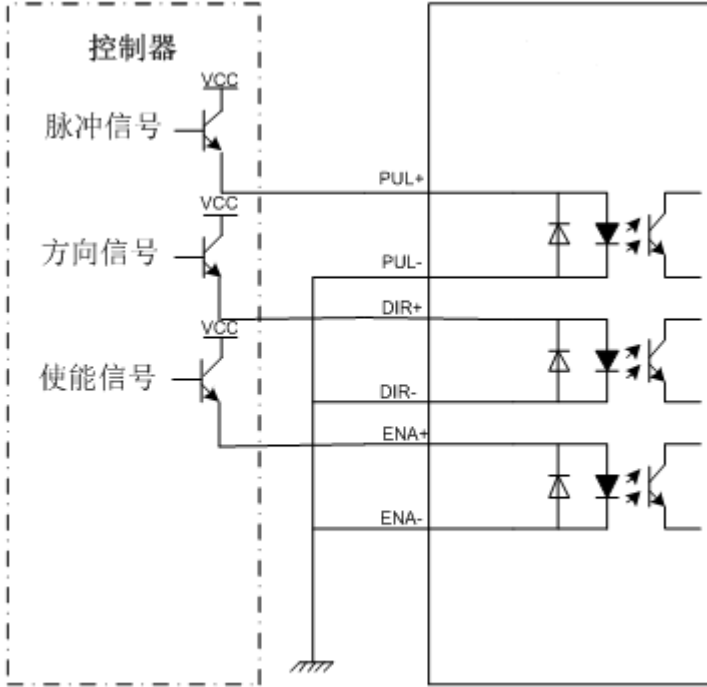 控制器
VCC
脉冲信号
PUL+
VCC
方向信号
PUL-
DIR+
VCC
使能信号
DIR-
ENA+
ENA-